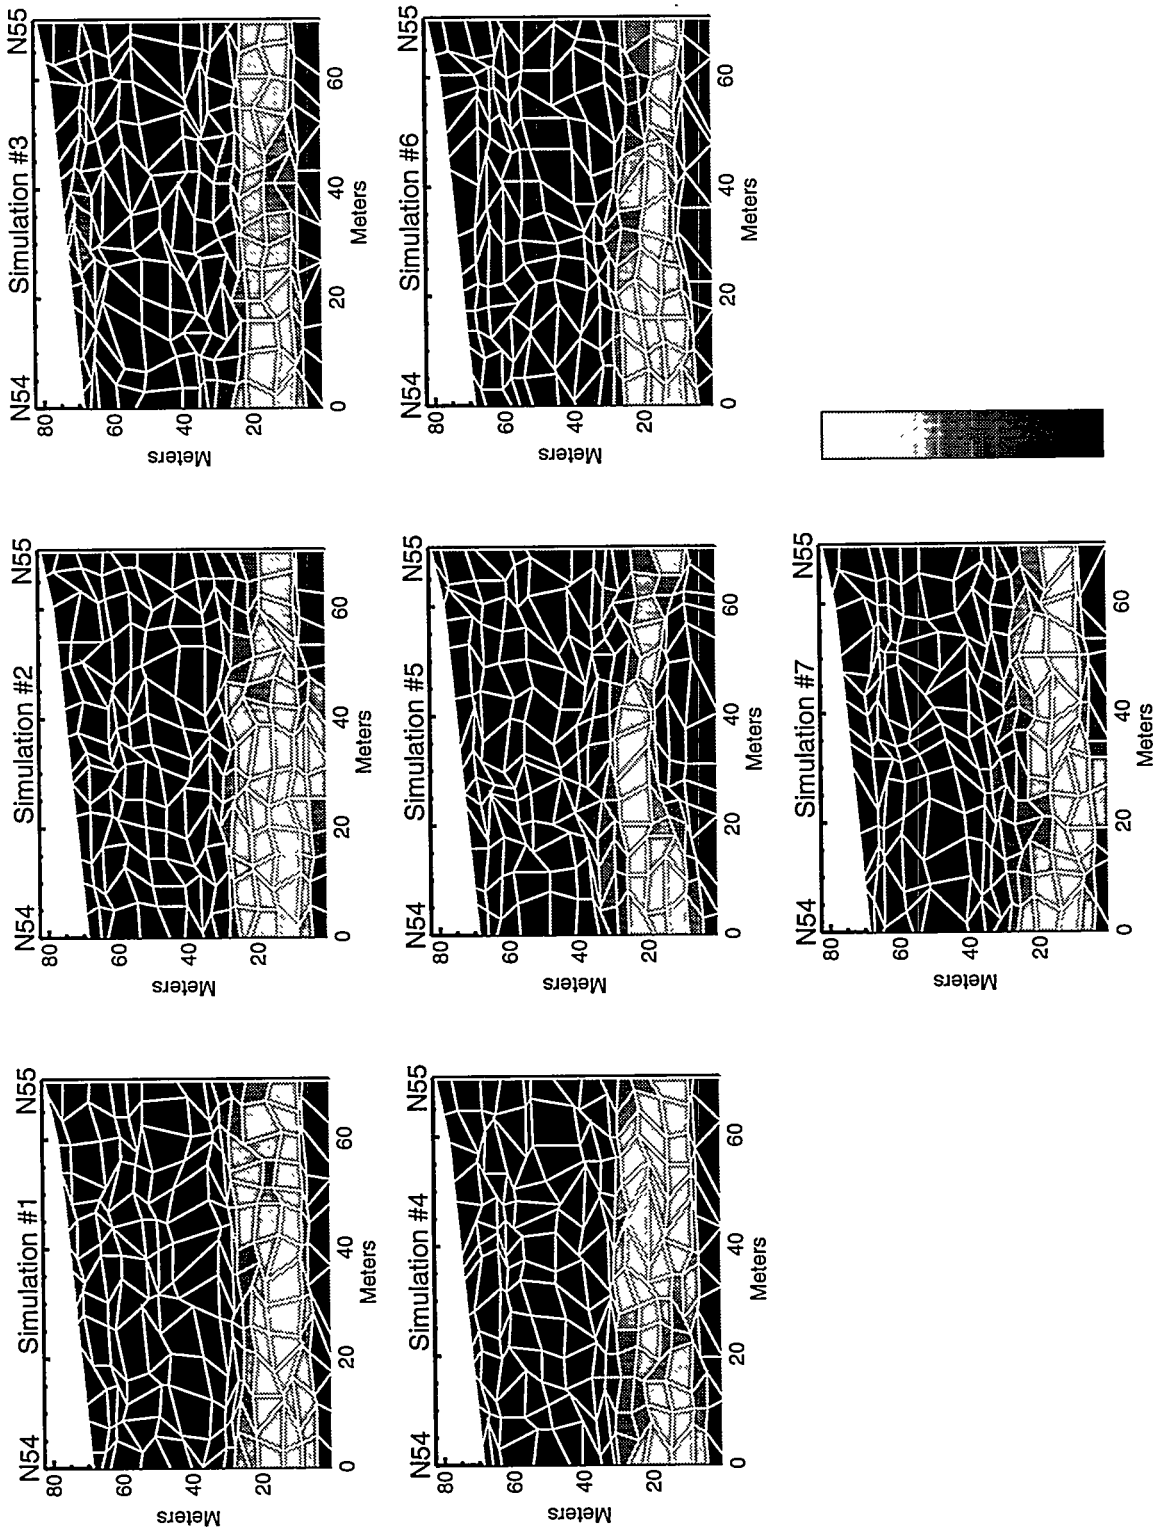 N54 Simulation #1 N55
80
60
40
20
Meters
0 20 40 60
Meters
N54 Simulation #2 N55
80
60
40
20
Meters
0 20 40 60
Meters
N54 Simulation #3 N55
80
60
40
20
Meters
0 20 40 60
Meters
N54 Simulation #4 N55
80
60
40
20
Meters
0 20 40 60
Meters
N54 Simulation #5 N55
80
60
40
20
Meters
0 20 40 60
Meters
N54 Simulation #6 N55
80
60
40
20
Meters
0 20 40 60
Meters
N54 Simulation #7 N55
80
60
40
20
Meters
0 20 40 60
Meters